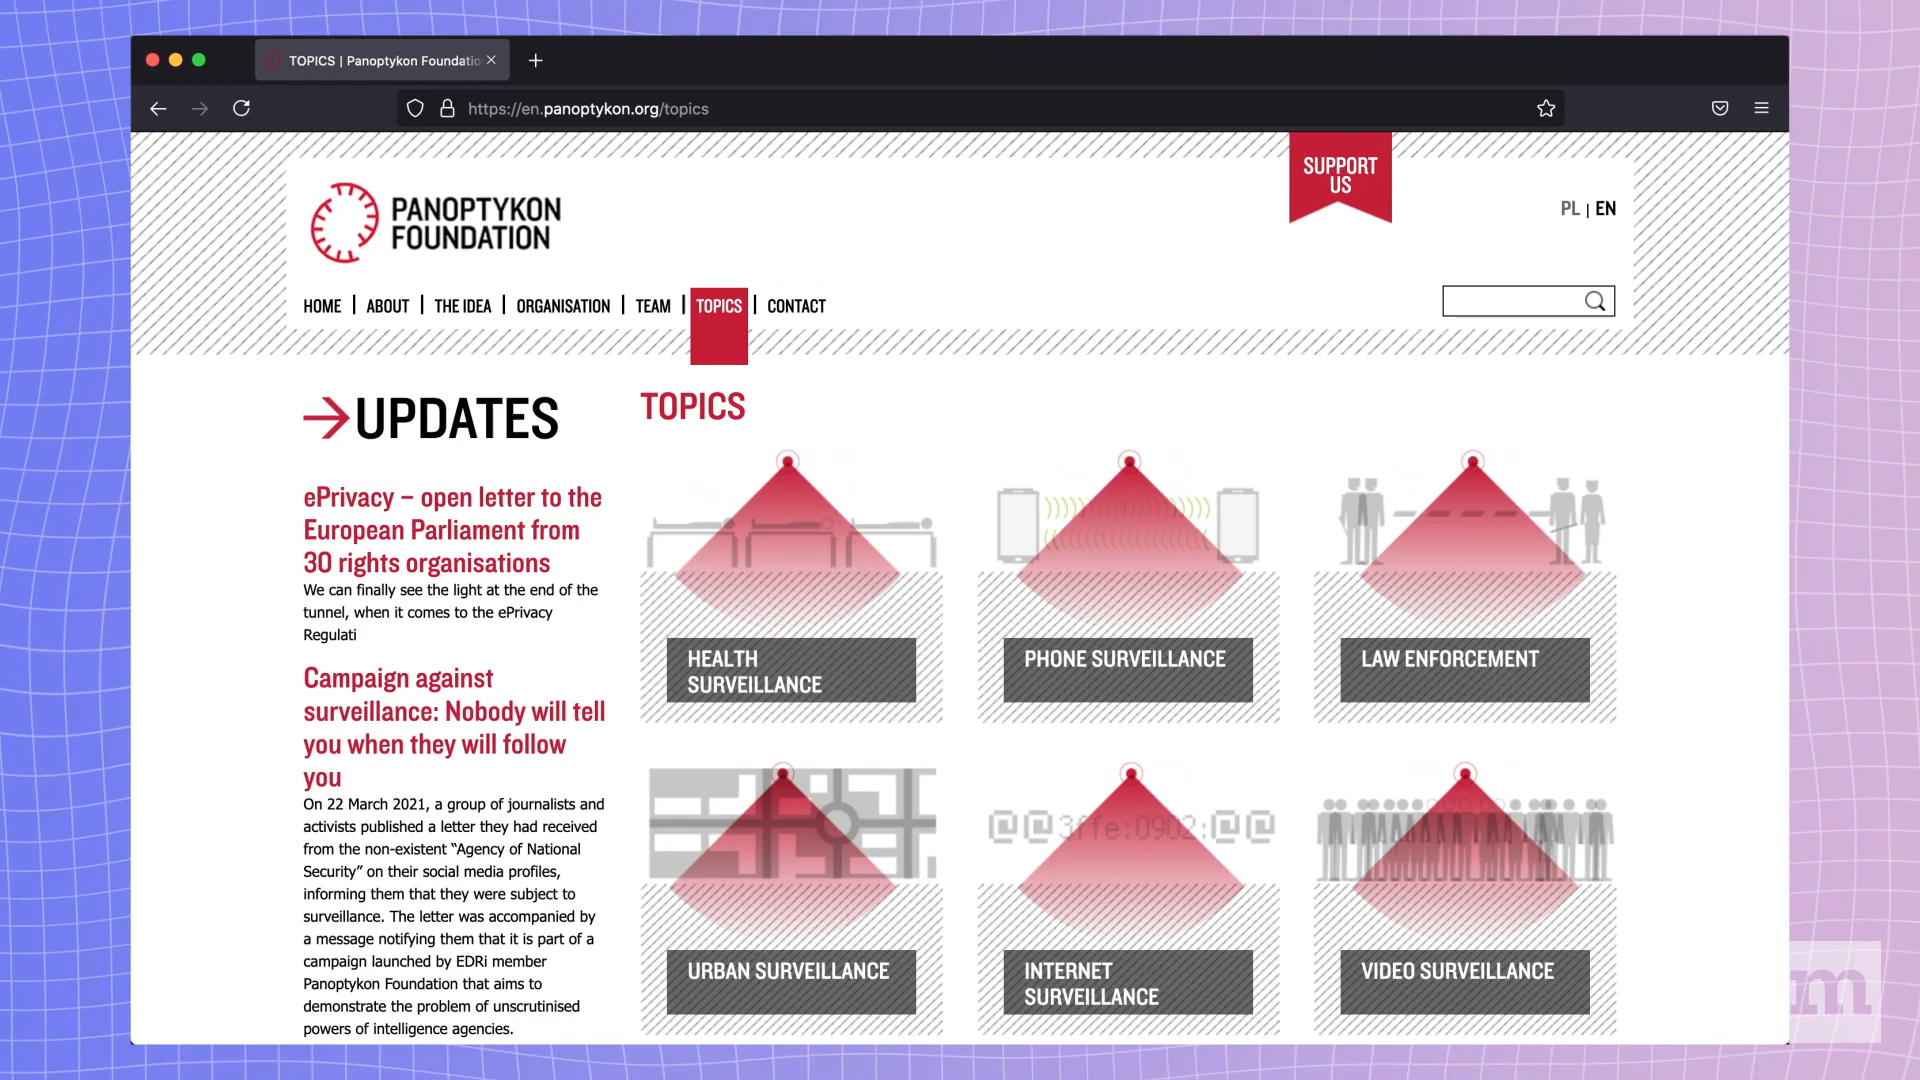 TOPICS | Panoptykon Foundatio
https://en.panoptykon.org/topics
SUPPORT
US
PANOPTYKON
FOUNDATION
PL | EN
HOME | ABOUT | THE IDEA | ORGANISATION | TEAM | TOPICS | CONTACT
UPDATES
ePrivacy – open letter to the
European Parliament from
30 rights organisations
We can finally see the light at the end of the
tunnel, when it comes to the ePrivacy
Regulati
Campaign against
surveillance: Nobody will tell
you when they will follow
you
On 22 March 2021, a group of journalists and
activists published a letter they had received
from the non-existent “Agency of National
Security” on their social media profiles,
informing them that they were subject to
surveillance. The letter was accompanied by
a message notifying them that it is part of a
campaign launched by EDRi member
Panoptykon Foundation that aims to
demonstrate the problem of unscrutinised
powers of intelligence agencies.
TOPICS
HEALTH
SURVEILLANCE
PHONE SURVEILLANCE
LAW ENFORCEMENT
@@3ffe:0902:@@
URBAN SURVEILLANCE
INTERNET
SURVEILLANCE
VIDEO SURVEILLANCE
m